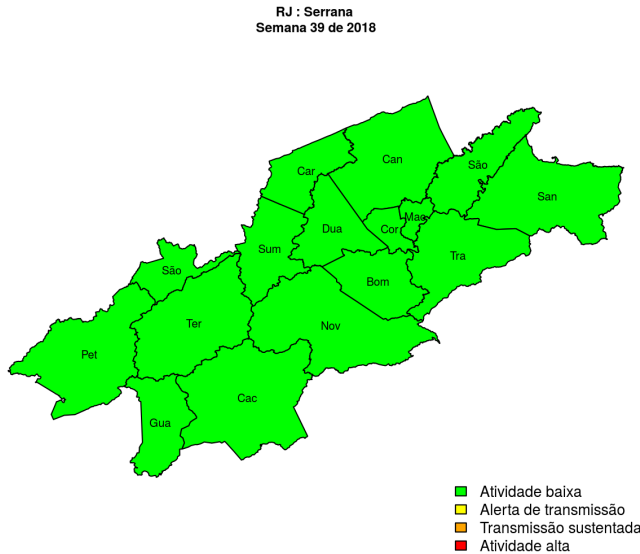 RJ : Serrana
Semana 39 de 2018
Can
Car
São
San
Mac
Dua
Cor
Sum
Tra
São
Bom
Ter
Nov
Pet
Cac
Gua
Atividade baixa
Alerta de transmissão
Transmissão sustentada
Atividade alta